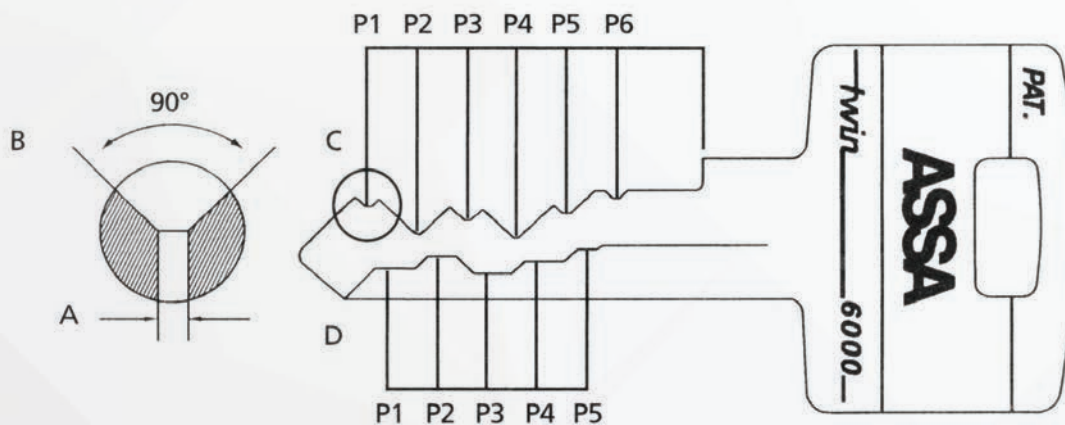 P1 P2 P3 P4 P5 P6
90°
B
C
A
D
P1 P2 P3 P4 P5
twin
6000
ASSA
PAT.